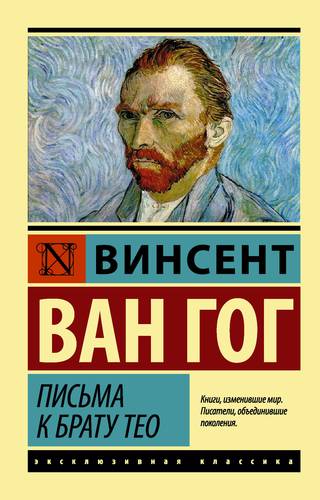 N
ВИНСЕНТ
ВАН ГОГ
ПИСЬМА
К БРАТУ ТЕО
Книги, изменившие мир.
Писатели, объединившие
поколения.
эксклюзивная классика